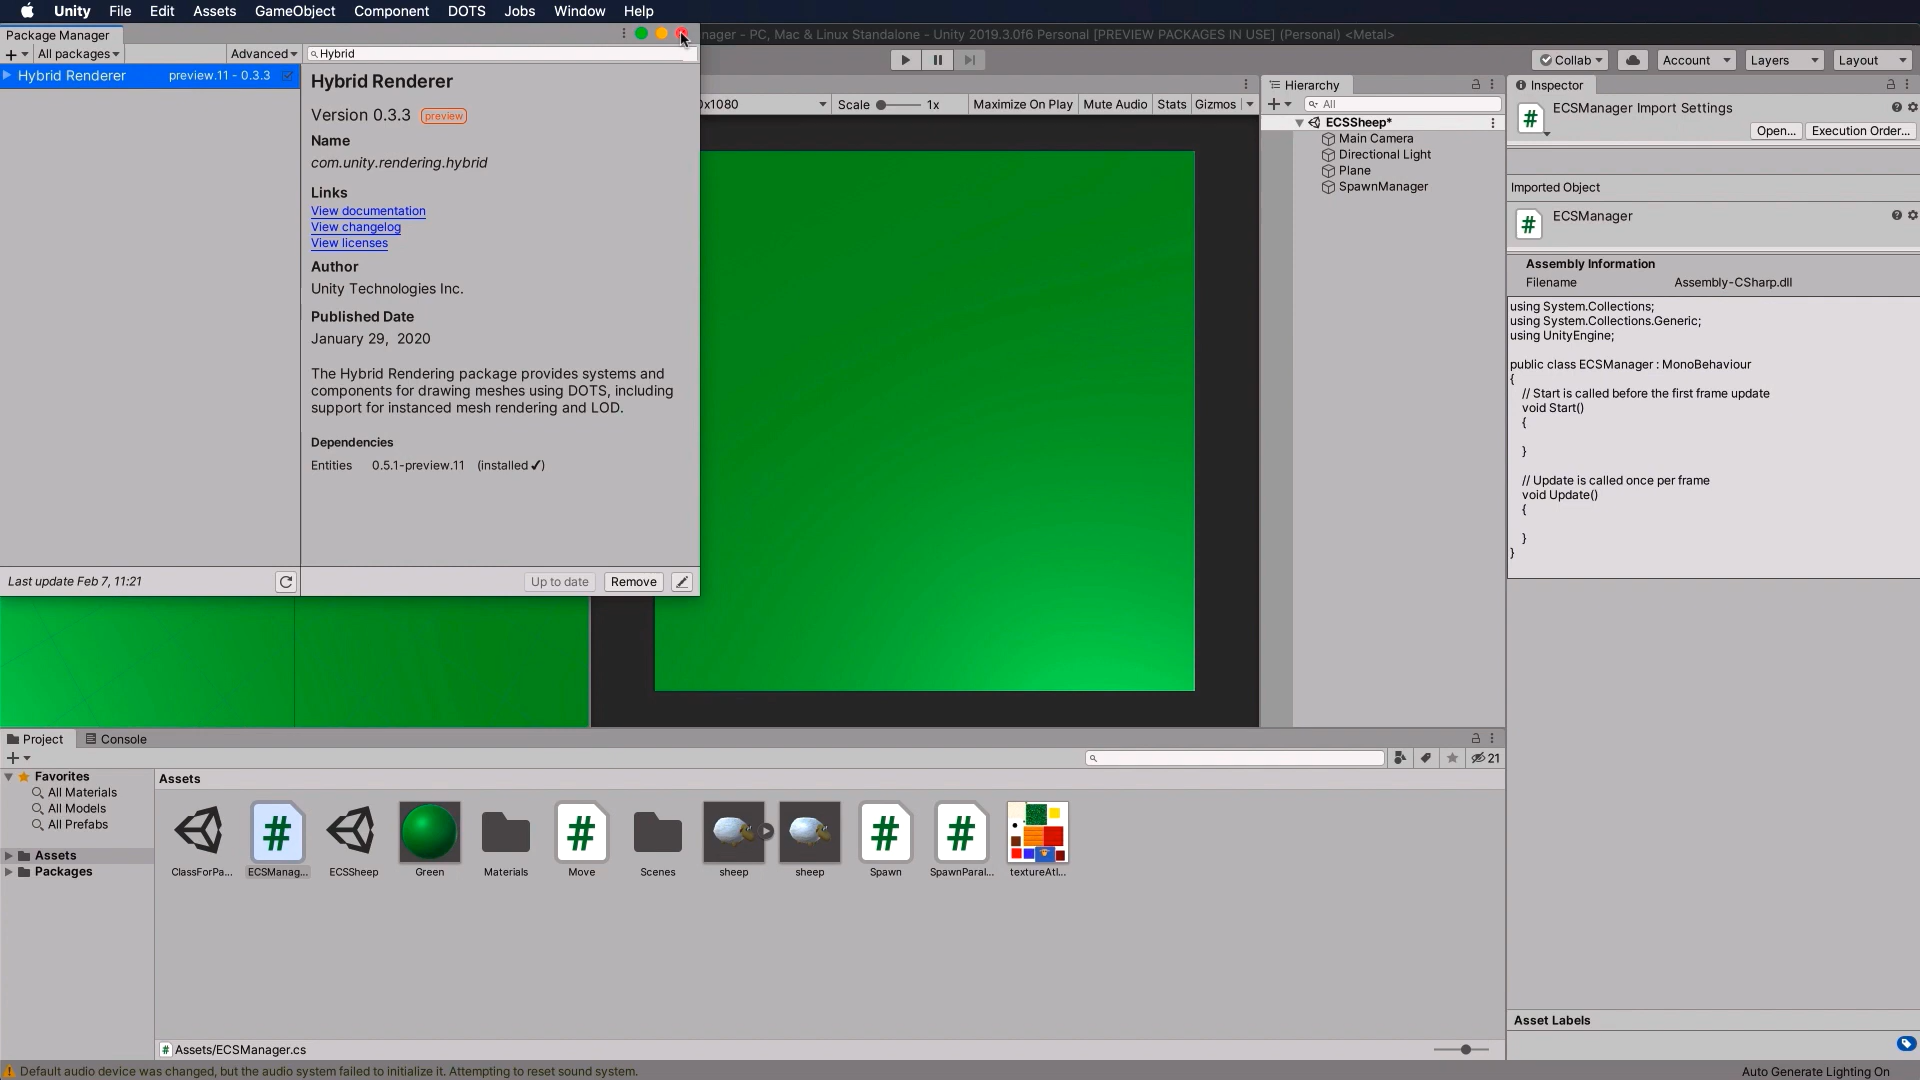 Unity File Edit Assets GameObject Component DOTS Jobs Window Help
Package Manager
nager - PC, Mac & Linux Standalone - Unity 2019.3.0f6 Personal [PREVIEW PACKAGES IN USE] (Personal) <Metal>
All packages
Advanced
Hybrid
Hybrid Renderer preview.11 - 0.3.3
Hybrid Renderer
Version 0.3.3 preview
Name
com.unity.rendering.hybrid
Links
View documentation
View changelog
View licenses
Author
Unity Technologies Inc.
Published Date
January 29, 2020
The Hybrid Rendering package provides systems and
components for drawing meshes using DOTS, including
support for instanced mesh rendering and LOD.
Dependencies
Entities 0.5.1-preview.11 (installed ✓)
Last update Feb 7, 11:21
Up to date
Remove
Collab
Account
Layers
Layout
0x1080
Scale 1x
Maximize On Play
Mute Audio
Stats
Gizmos
Hierarchy
All
ECSSheep*
Main Camera
Directional Light
Plane
SpawnManager
Inspector
ECSManager Import Settings
Open...
Execution Order...
Imported Object
ECSManager
Assembly Information
Filename Assembly-CSharp.dll
using System.Collections;
using System.Collections.Generic;
using UnityEngine;
public class ECSManager : MonoBehaviour
{
// Start is called before the first frame update
void Start()
{
}
// Update is called once per frame
void Update()
{
}
}
Project
Console
21
Favorites
All Materials
All Models
All Prefabs
Assets
Packages
Assets
ClassForPa...
ECSManag...
ECSSheep
Green
Materials
Move
Scenes
sheep
sheep
Spawn
SpawnParal...
textureAtl...
Assets/ECSManager.cs
Asset Labels
Default audio device was changed, but the audio system failed to initialize it. Attempting to reset sound system.
Auto Generate Lighting On